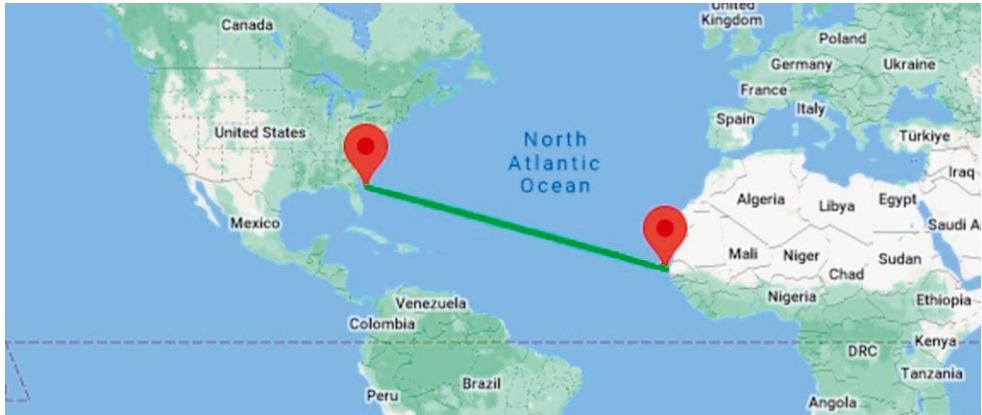 Canada
United
Kingdom
Poland
Germany
Ukraine
France
Italy
Spain
United States
North
Atlantic
Ocean
Türkiye
Iraq
Algeria
Libya
Egypt
Mexico
Saudi A
Mali
Niger
Sudan
Chad
Nigeria
Ethiopia
Venezuela
Colombia
Kenya
DRC
Tanzania
Brazil
Peru
Angola